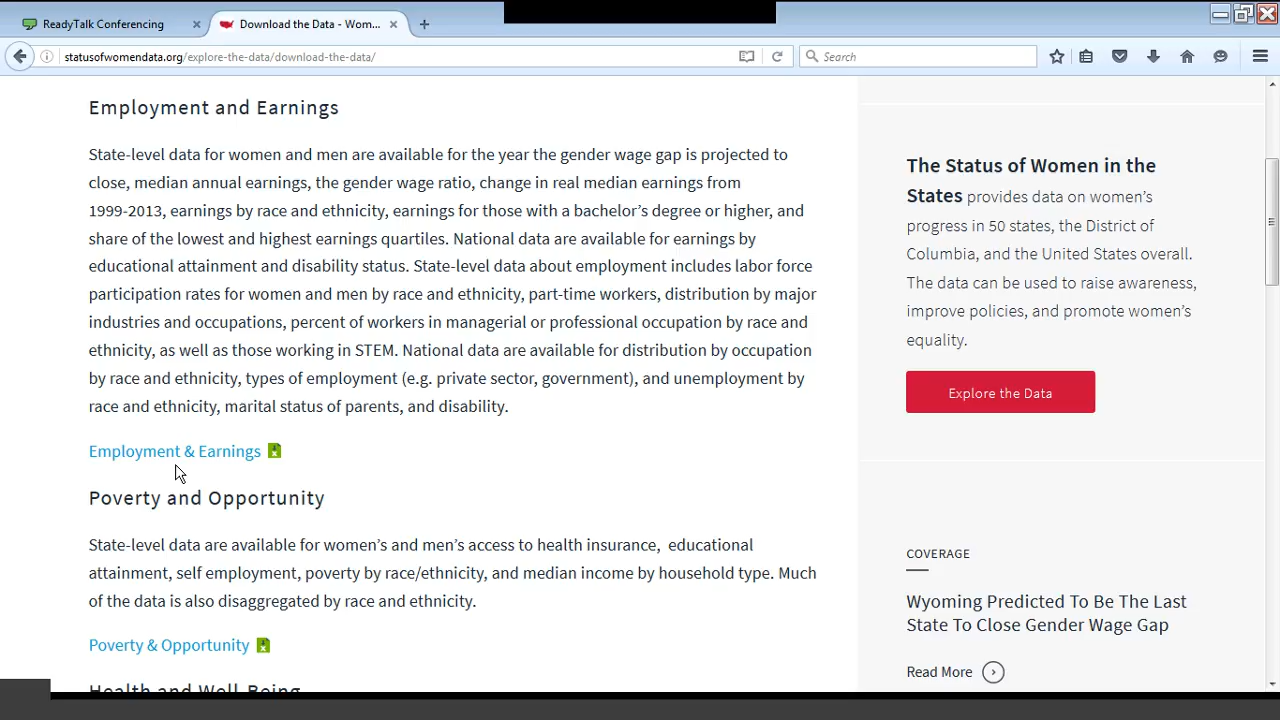 ReadyTalk Conferencing
Download the Data - Wom...
statusofwomendata.org/explore-the-data/download-the-data/
Search
Employment and Earnings
State-level data for women and men are available for the year the gender wage gap is projected to
close, median annual earnings, the gender wage ratio, change in real median earnings from
1999-2013, earnings by race and ethnicity, earnings for those with a bachelor’s degree or higher, and
share of the lowest and highest earnings quartiles. National data are available for earnings by
educational attainment and disability status. State-level data about employment includes labor force
participation rates for women and men by race and ethnicity, part-time workers, distribution by major
industries and occupations, percent of workers in managerial or professional occupation by race and
ethnicity, as well as those working in STEM. National data are available for distribution by occupation
by race and ethnicity, types of employment (e.g. private sector, government), and unemployment by
race and ethnicity, marital status of parents, and disability.
Employment & Earnings
Poverty and Opportunity
State-level data are available for women’s and men’s access to health insurance, educational
attainment, self employment, poverty by race/ethnicity, and median income by household type. Much
of the data is also disaggregated by race and ethnicity.
Poverty & Opportunity
Health and Well-Being
The Status of Women in the
States provides data on women’s
progress in 50 states, the District of
Columbia, and the United States overall.
The data can be used to raise awareness,
improve policies, and promote women’s
equality.
Explore the Data
COVERAGE
Wyoming Predicted To Be The Last
State To Close Gender Wage Gap
Read More